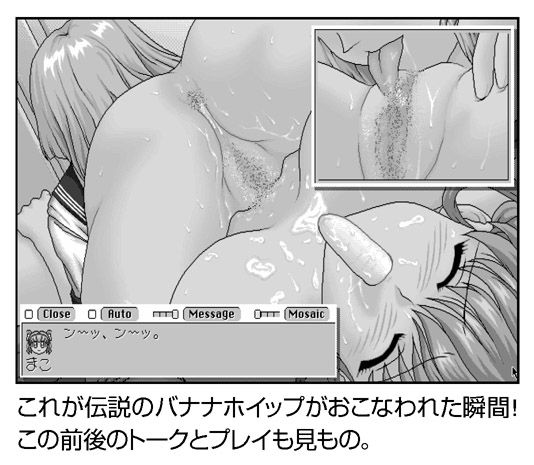 Close Auto Message Mosaic
ン～ッ、ン～ッ。
まこ
これが伝説のバナナホイップがおこなわれた瞬間!
この前後のトークとプレイも見もの。